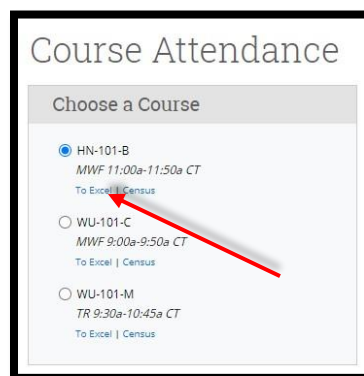 Course Attendance
Choose a Course
HN-101-B
MWF 11:00a-11:50a CT
To Excel | Census
WU-101-C
MWF 9:00a-9:50a CT
To Excel | Census
WU-101-M
TR 9:30a-10:45a CT
To Excel | Census